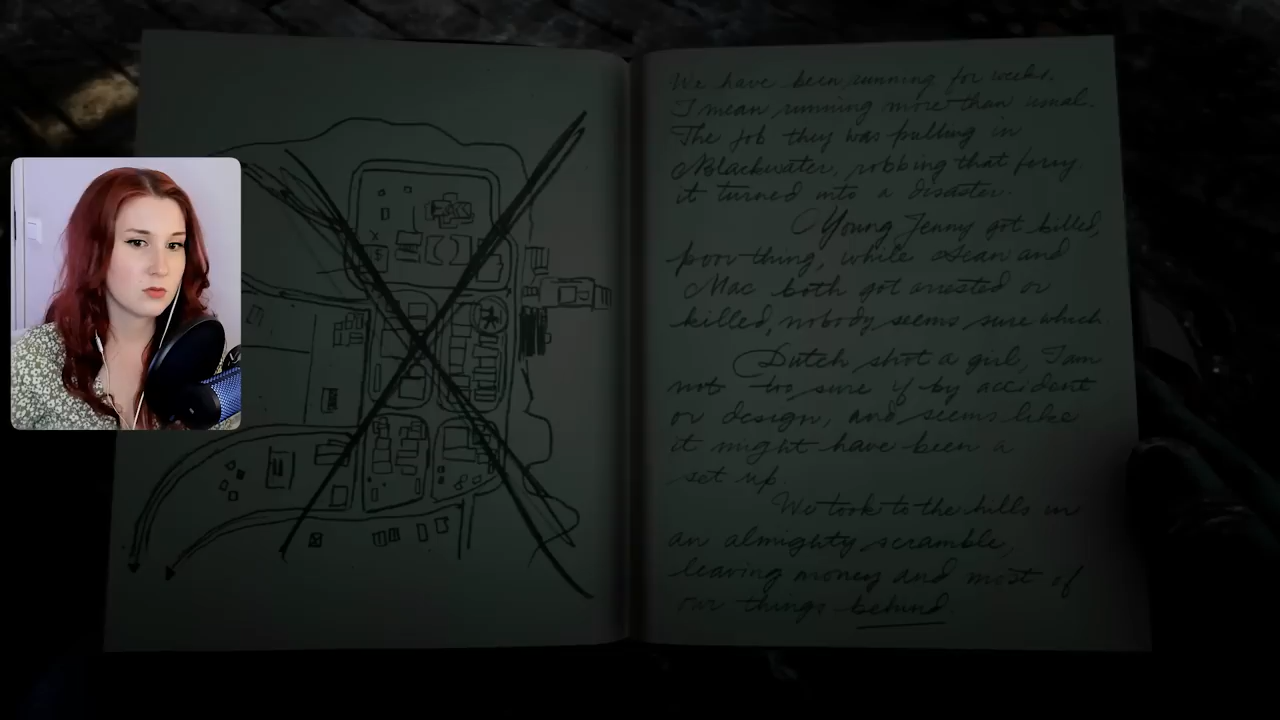 We have been running for weeks.
I mean running more than usual.
The job they was pulling in
Blackwater, robbing that ferry
it turned into a disaster.
Young Jenny got killed,
poor thing, while Sean and
Mac both got arrested or
killed, nobody seems sure which.
Dutch shot a girl, I am
not too sure if by accident
or design, and seems like
it might have been a
set up.
We took to the hills in
an almighty scramble,
leaving money and most of
our things behind.